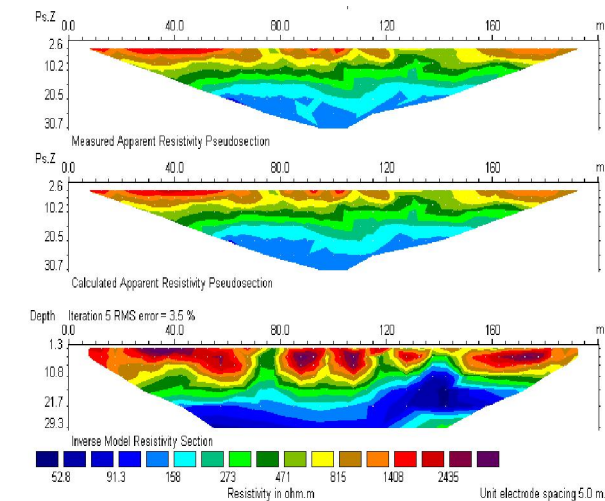 Ps.Z 0.0 40.0 80.0 120 160 m
2.6
10.2
20.5
30.7
Measured Apparent Resistivity Pseudosection
Ps.Z 0.0 40.0 80.0 120 160 m
2.6
10.2
20.5
30.7
Calculated Apparent Resistivity Pseudosection
Depth Iteration 5 RMS error = 3.5 %
0.0 40.0 80.0 120 160 m
1.3
10.8
21.7
29.3
Inverse Model Resistivity Section
52.8 91.3 158 273 471 815 1408 2435
Resistivity in ohm.m Unit electrode spacing 5.0 m